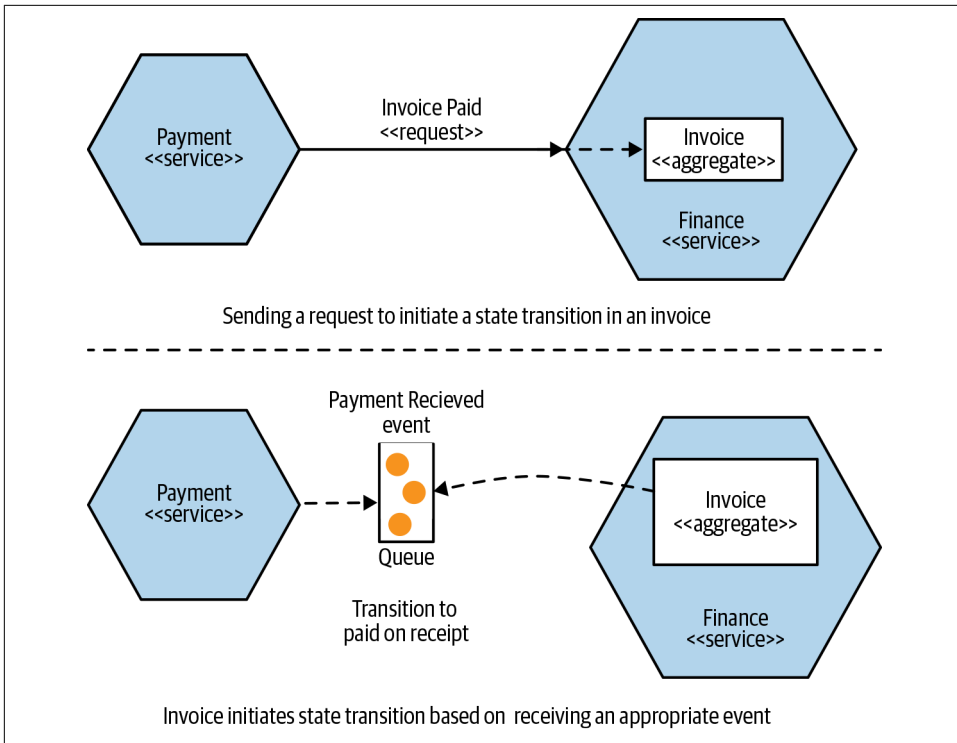 Payment
<<service>>
Invoice Paid
<<request>>
Invoice
<<aggregate>>
Finance
<<service>>
Sending a request to initiate a state transition in an invoice
Payment Recieved
event
Payment
<<service>>
Queue
Transition to
paid on receipt
Invoice
<<aggregate>>
Finance
<<service>>
Invoice initiates state transition based on receiving an appropriate event